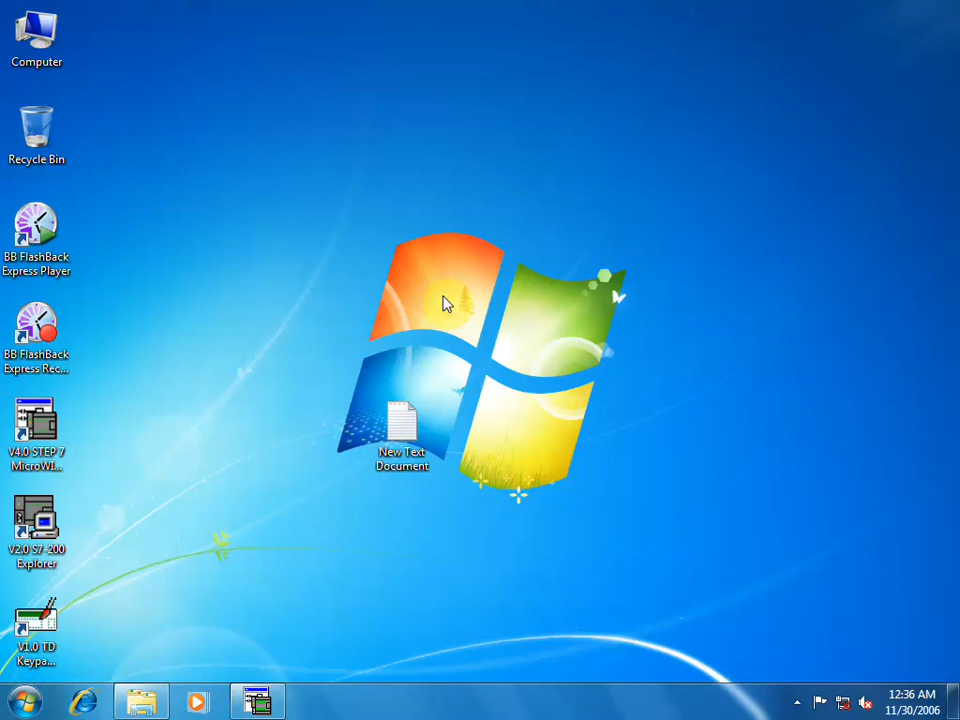 Computer
Recycle Bin
BB FlashBack
Express Player
BB FlashBack
Express Rec...
V4.0 STEP 7
MicroWI...
V2.0 S7-200
Explorer
V1.0 TD
Keypa...
New Text
Document
12:36 AM
11/30/2006